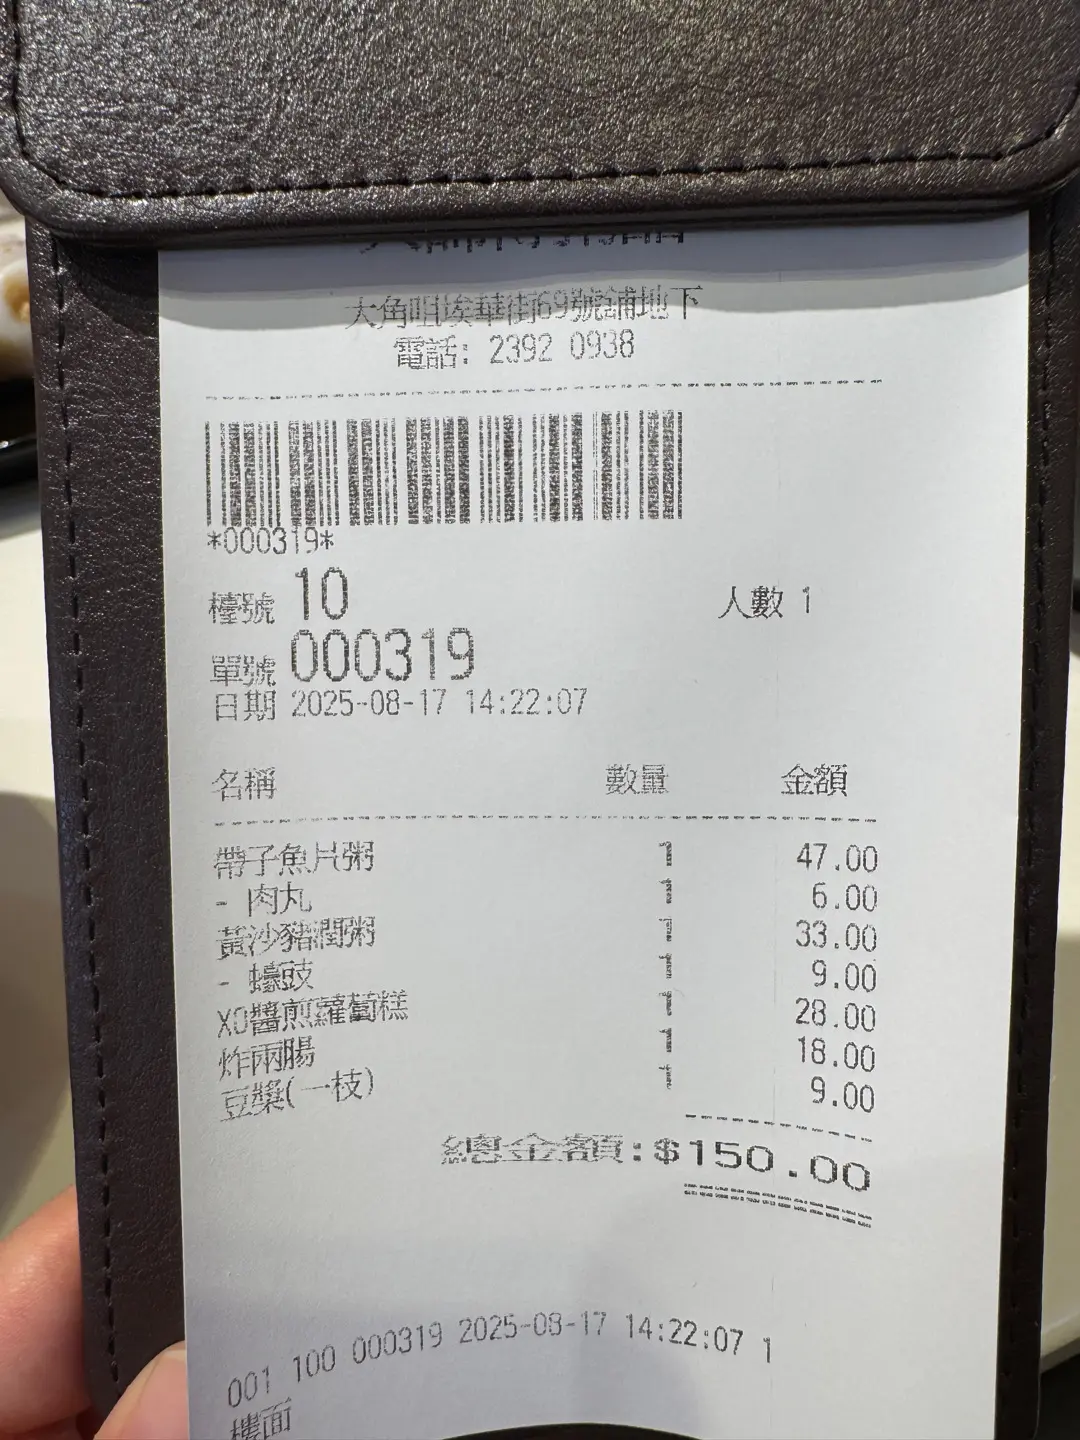 大角咀埃華街69號舖地下
電話: 2392 0938
*000319*
檯號 10 人數 1
單號 000319
日期 2025-08-17 14:22:07
名稱 數量 金額
帶子魚片粥 1 47.00
- 肉丸 1 6.00
黃沙豬潤粥 1 33.00
- 蠔豉 1 9.00
XO醬煎蘿蔔糕 1 28.00
炸兩腸 1 18.00
豆漿(一枝) 1 9.00
總金額:$150.00
001 100 000319 2025-08-17 14:22:07 1
樓面